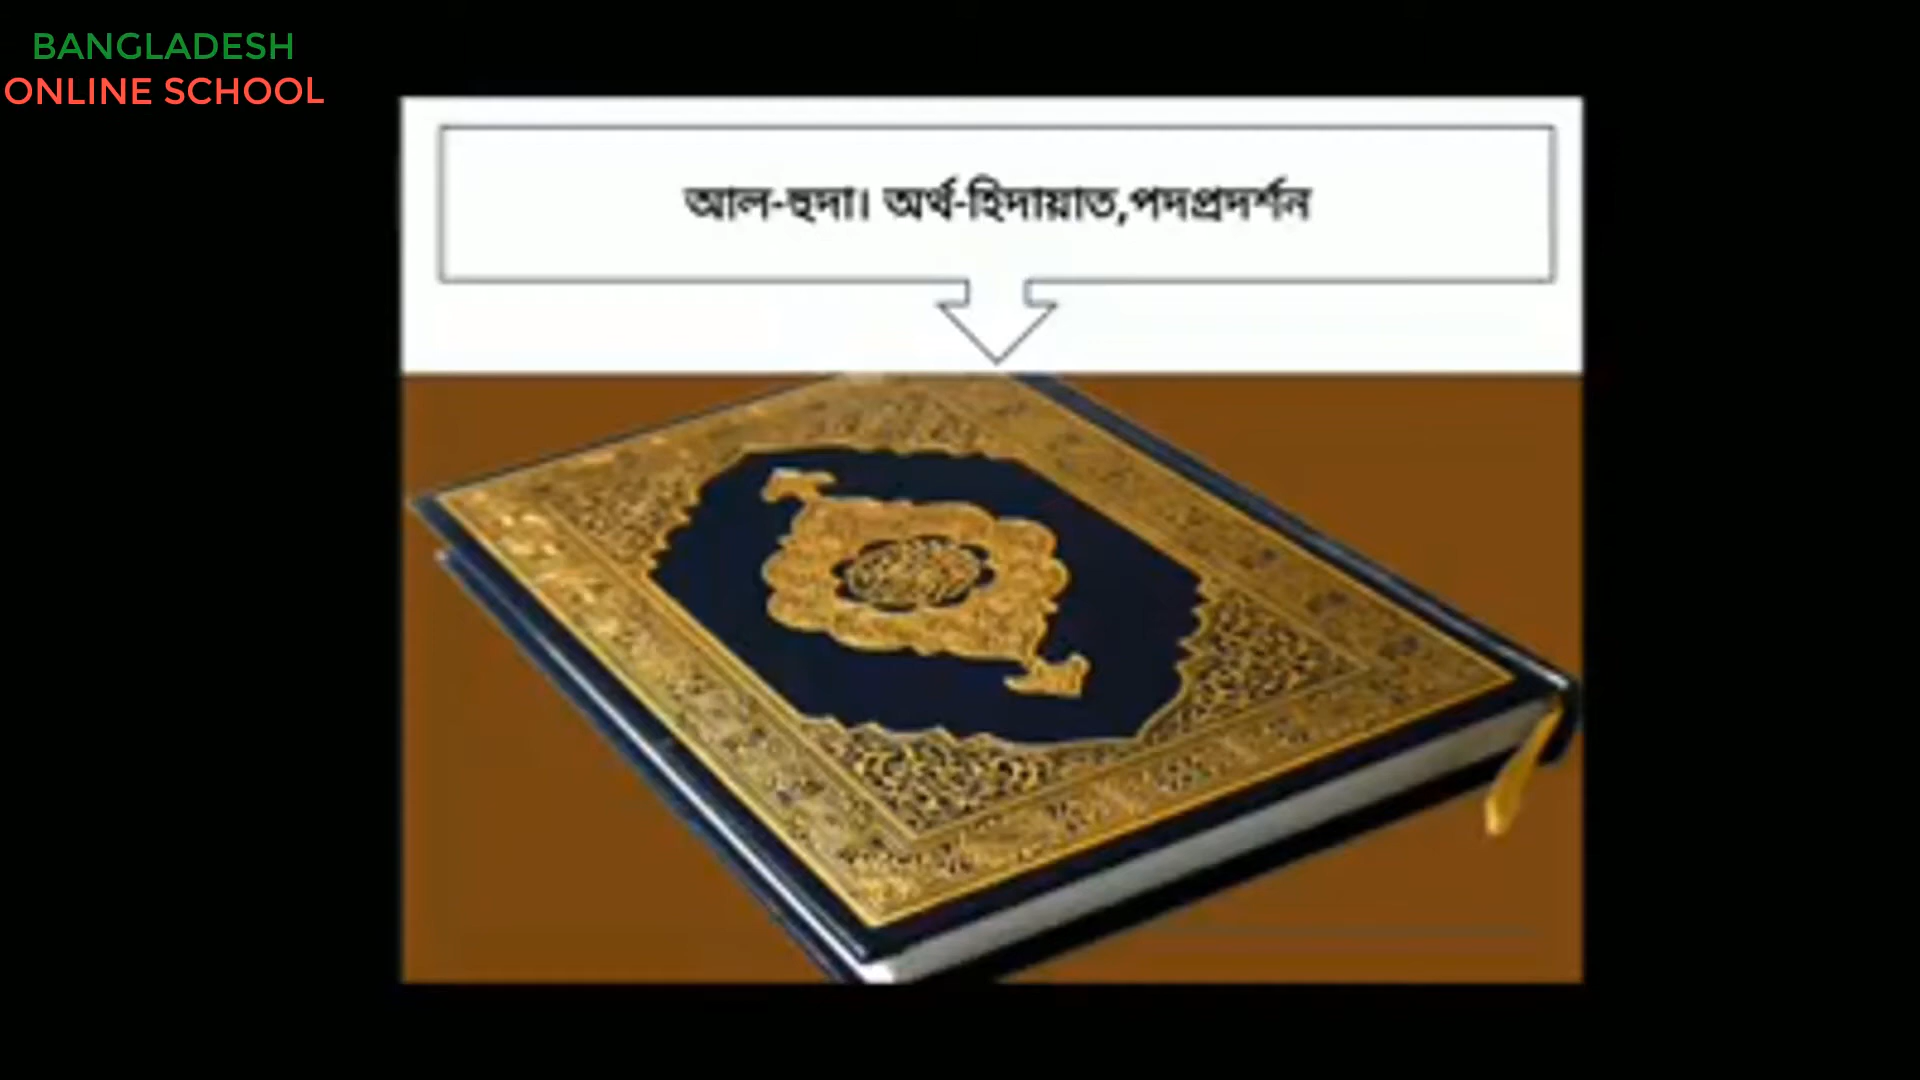 BANGLADESH
ONLINE SCHOOL
আল-হুদা। অর্থ-হিদায়াত,পদপ্রদর্শন